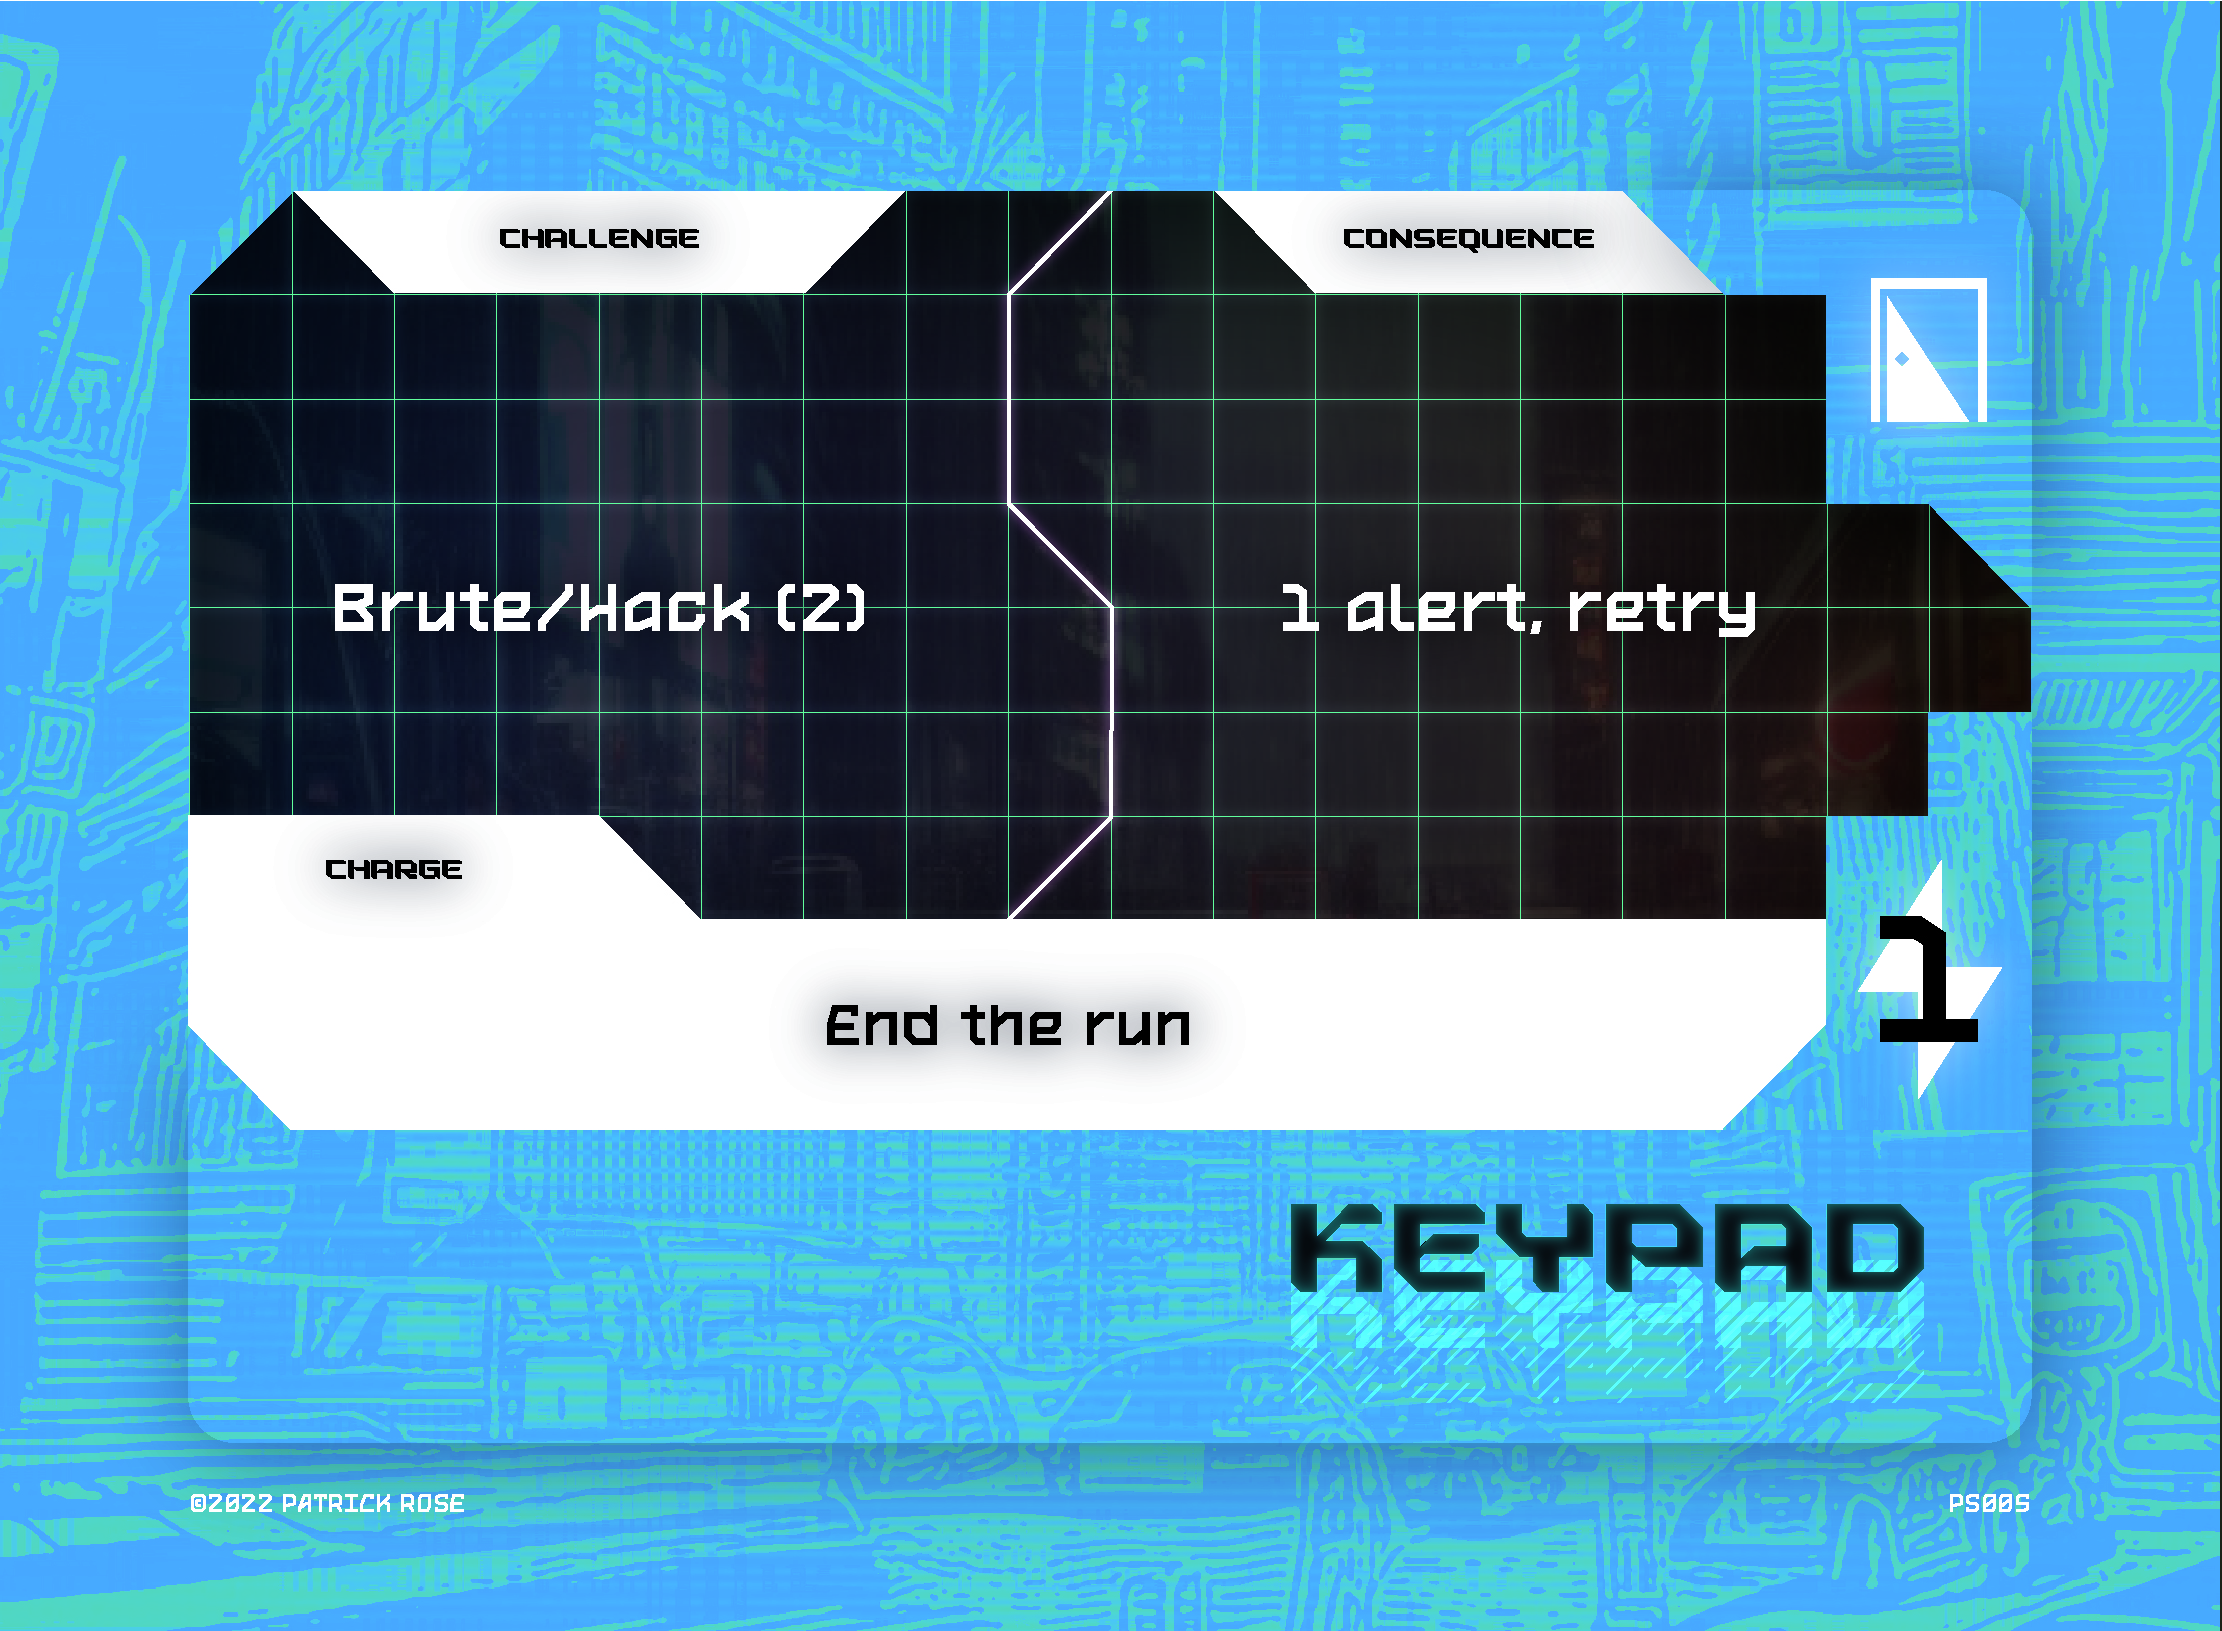 CHALLENGE
CONSEQUENCE
Brute/Hack (2)
1 alert, retry
CHARGE
End the run
1
KEYPAD
©2022 PATRICK ROSE
PS005